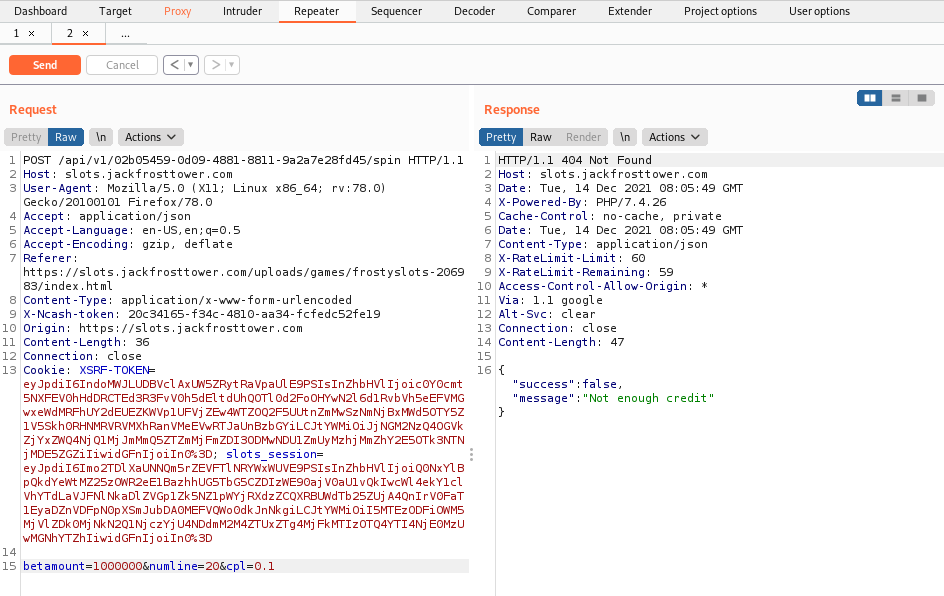 Dashboard Target Proxy Intruder Repeater Sequencer Decoder Comparer Extender Project options User options
1 × 2 × ...
Send Cancel < ▼ > ▼
Request
Pretty Raw \n Actions
1 POST /api/v1/02b05459-0d09-4881-8811-9a2a7e28fd45/spin HTTP/1.1
2 Host: slots.jackfrosttower.com
3 User-Agent: Mozilla/5.0 (X11; Linux x86_64; rv:78.0)
Gecko/20100101 Firefox/78.0
4 Accept: application/json
5 Accept-Language: en-US,en;q=0.5
6 Accept-Encoding: gzip, deflate
7 Referer:
https://slots.jackfrosttower.com/uploads/games/frostyslots-2069
83/index.html
8 Content-Type: application/x-www-form-urlencoded
9 X-Ncash-token: 20c34165-f34c-4810-aa34-fcfedc52fe19
10 Origin: https://slots.jackfrosttower.com
11 Content-Length: 36
12 Connection: close
13 Cookie: XSRF-TOKEN=
slots_session=
14
15 betamount=1000000&numline=20&cpl=0.1
Response
Pretty Raw Render \n Actions
1 HTTP/1.1 404 Not Found
2 Host: slots.jackfrosttower.com
3 Date: Tue, 14 Dec 2021 08:05:49 GMT
4 X-Powered-By: PHP/7.4.26
5 Cache-Control: no-cache, private
6 Date: Tue, 14 Dec 2021 08:05:49 GMT
7 Content-Type: application/json
8 X-RateLimit-Limit: 60
9 X-RateLimit-Remaining: 59
10 Access-Control-Allow-Origin: *
11 Via: 1.1 google
12 Alt-Svc: clear
13 Connection: close
14 Content-Length: 47
15
16 {
"success":false,
"message":"Not enough credit"
}